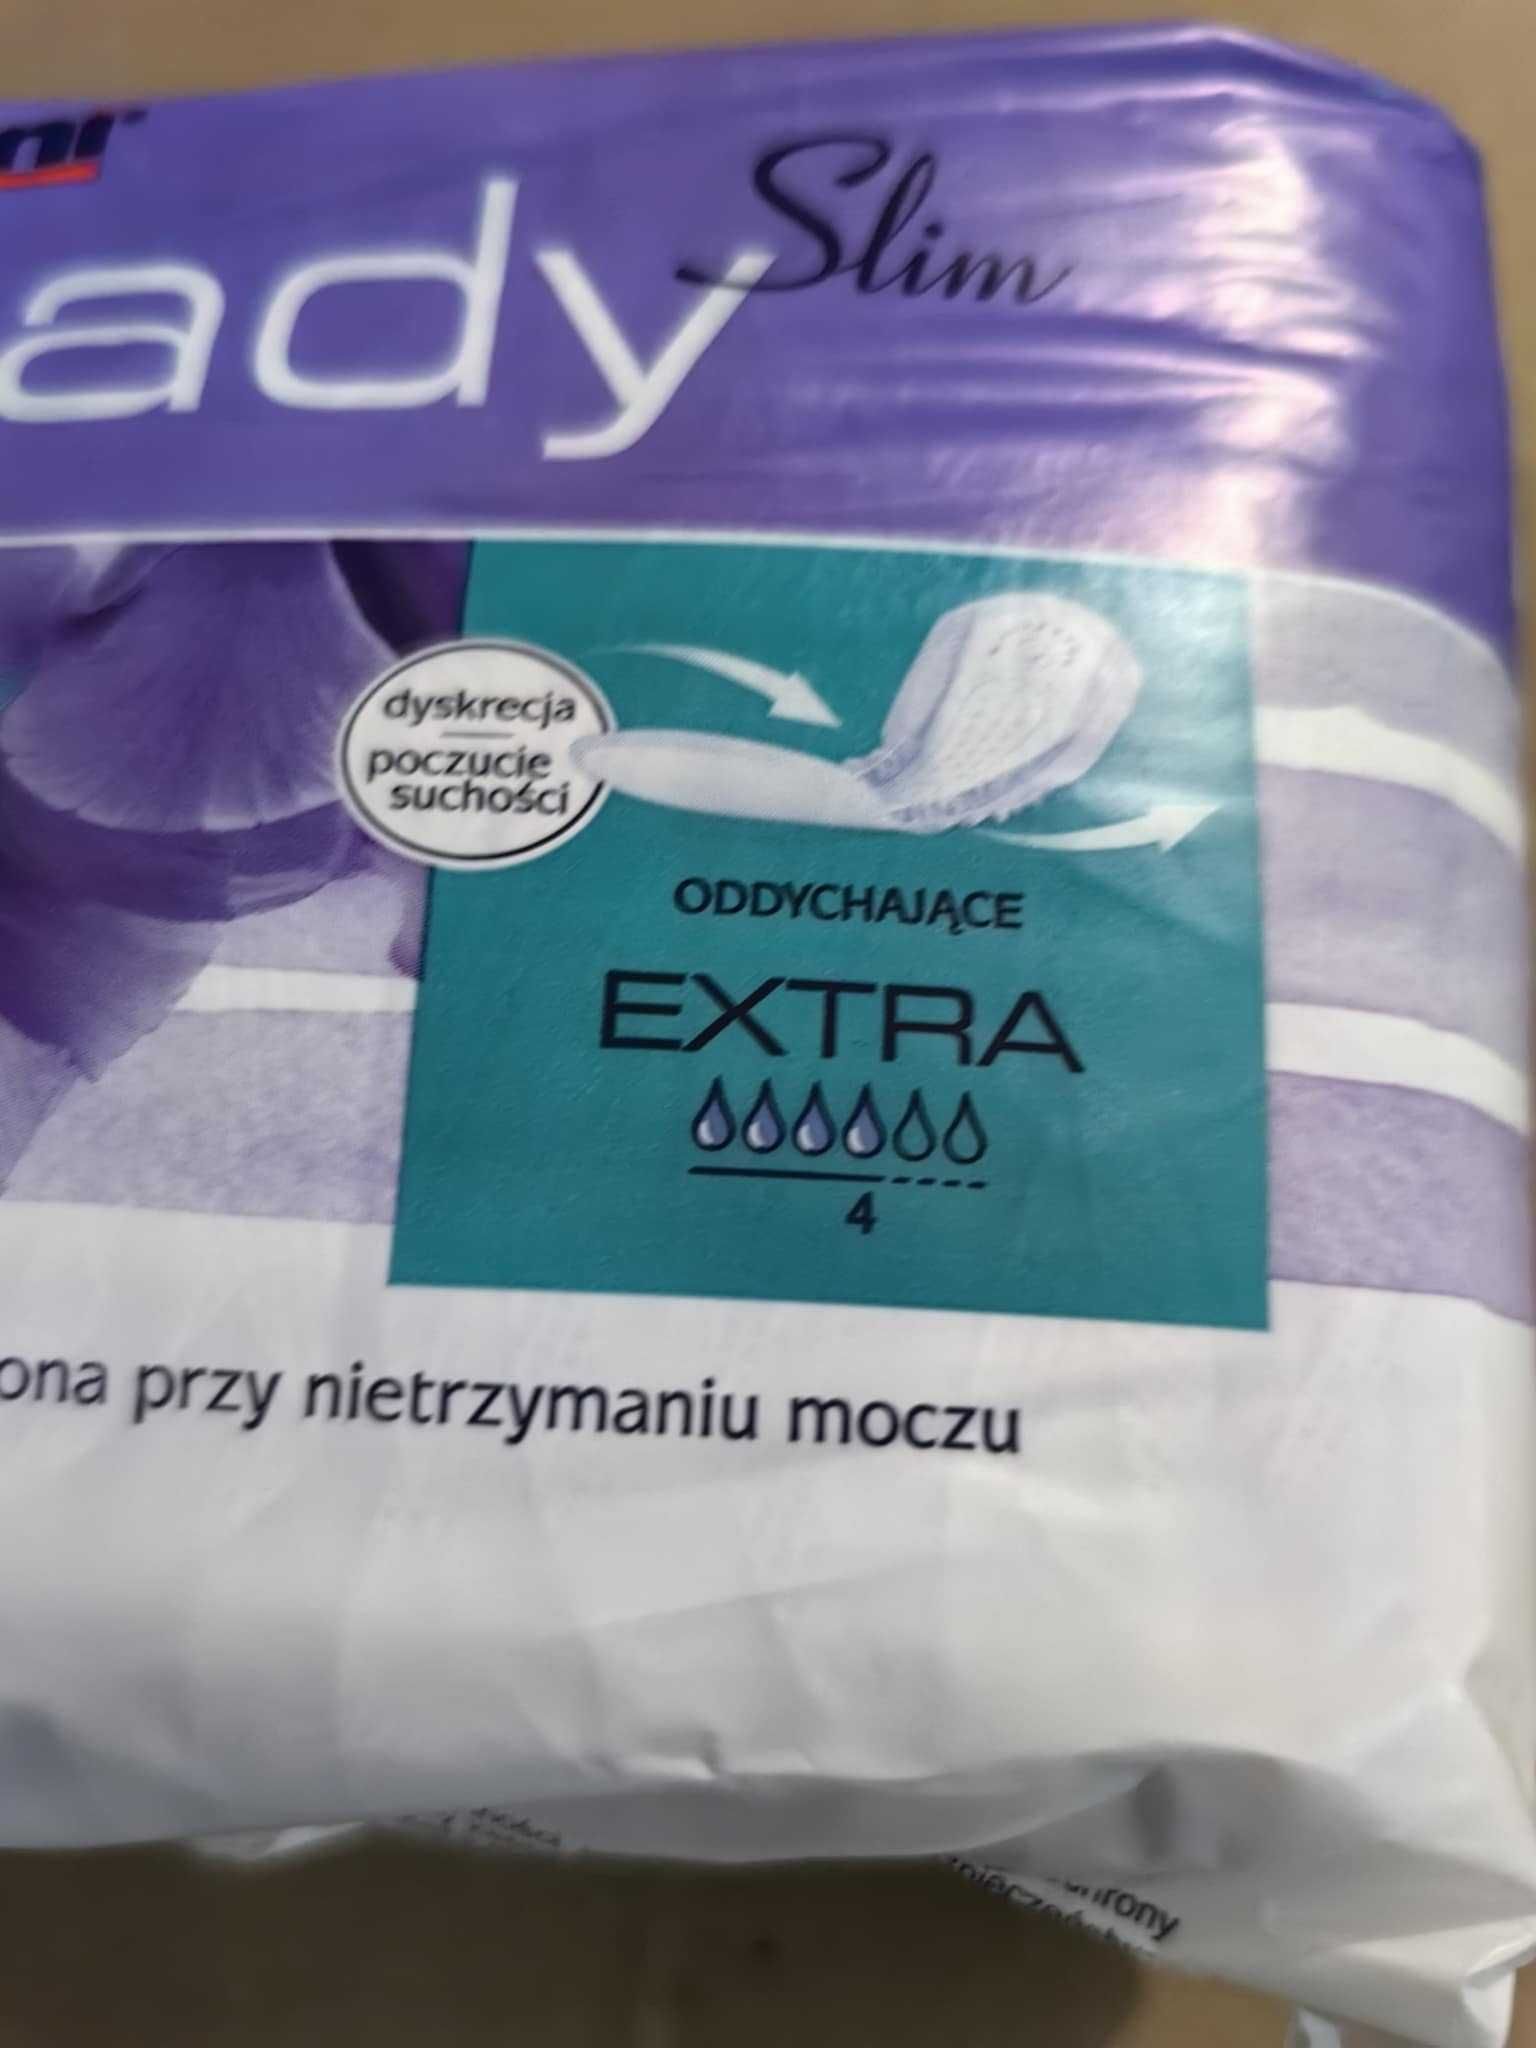 ady Slim
dyskrecja
poczucie
suchości
ODDYCHAJĄCE
EXTRA
4
ona przy nietrzymaniu moczu